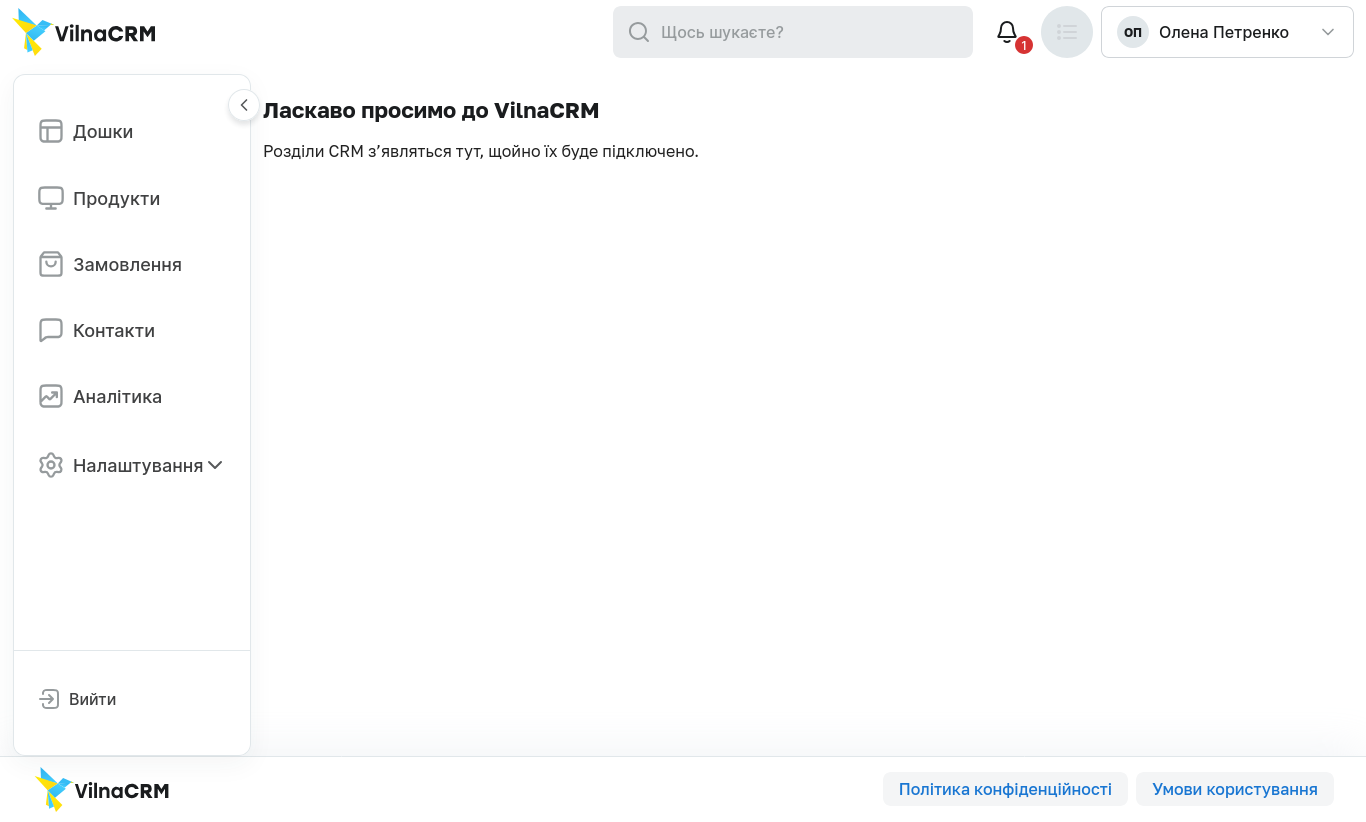 VilnaCRM
Щось шукаєте?
1
ОП
Олена Петренко
Ласкаво просимо до VilnaCRM
Розділи CRM з’являться тут, щойно їх буде підключено.
Дошки
Продукти
Замовлення
Контакти
Аналітика
Налаштування
Вийти
VilnaCRM
Політика конфіденційності
Умови користування